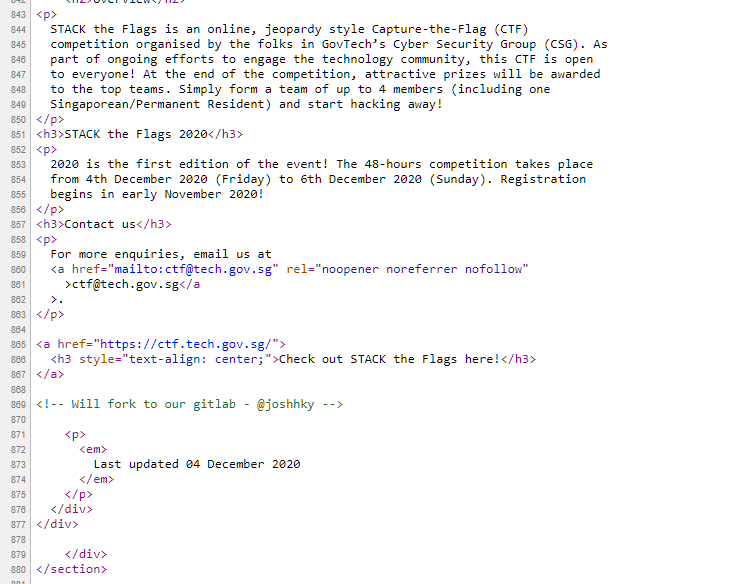 842 <h2>Overview</h2>
843 <p>
844 STACK the Flags is an online, jeopardy style Capture-the-Flag (CTF)
845 competition organised by the folks in GovTech’s Cyber Security Group (CSG). As
846 part of ongoing efforts to engage the technology community, this CTF is open
847 to everyone! At the end of the competition, attractive prizes will be awarded
848 to the top teams. Simply form a team of up to 4 members (including one
849 Singaporean/Permanent Resident) and start hacking away!
850 </p>
851 <h3>STACK the Flags 2020</h3>
852 <p>
853 2020 is the first edition of the event! The 48-hours competition takes place
854 from 4th December 2020 (Friday) to 6th December 2020 (Sunday). Registration
855 begins in early November 2020!
856 </p>
857 <h3>Contact us</h3>
858 <p>
859 For more enquiries, email us at
860 <a href="mailto:ctf@tech.gov.sg" rel="noopener noreferrer nofollow"
861 >ctf@tech.gov.sg</a
862 >.
863 </p>
864
865 <a href="https://ctf.tech.gov.sg/">
866 <h3 style="text-align: center;">Check out STACK the Flags here!</h3>
867 </a>
868
869 <!-- Will fork to our gitlab - @joshhky -->
870
871 <p>
872 <em>
873 Last updated 04 December 2020
874 </em>
875 </p>
876 </div>
877 </div>
878
879 </div>
880 </section>